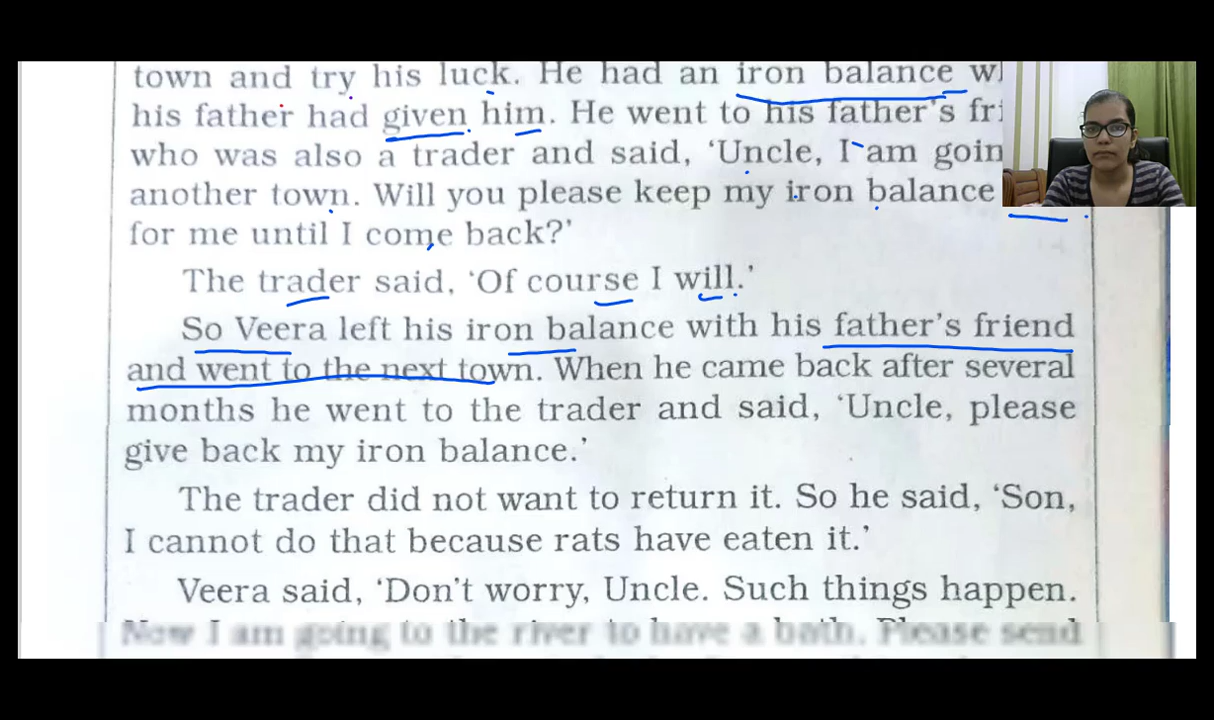 town and try his luck. He had an iron balance
his father had given him. He went to his father's
who was also a trader and said, 'Uncle, I am
another town. Will you please keep my iron balance
for me until I come back?'
The trader said, 'Of course I will.'
So Veera left his iron balance with his father's friend
and went to the next town. When he came back after several
months he went to the trader and said, 'Uncle, please
give back my iron balance.'
The trader did not want to return it. So he said, 'Son,
I cannot do that because rats have eaten it.'
Veera said, 'Don't worry, Uncle. Such things happen.
Now I am going to the river to have a bath. Please send